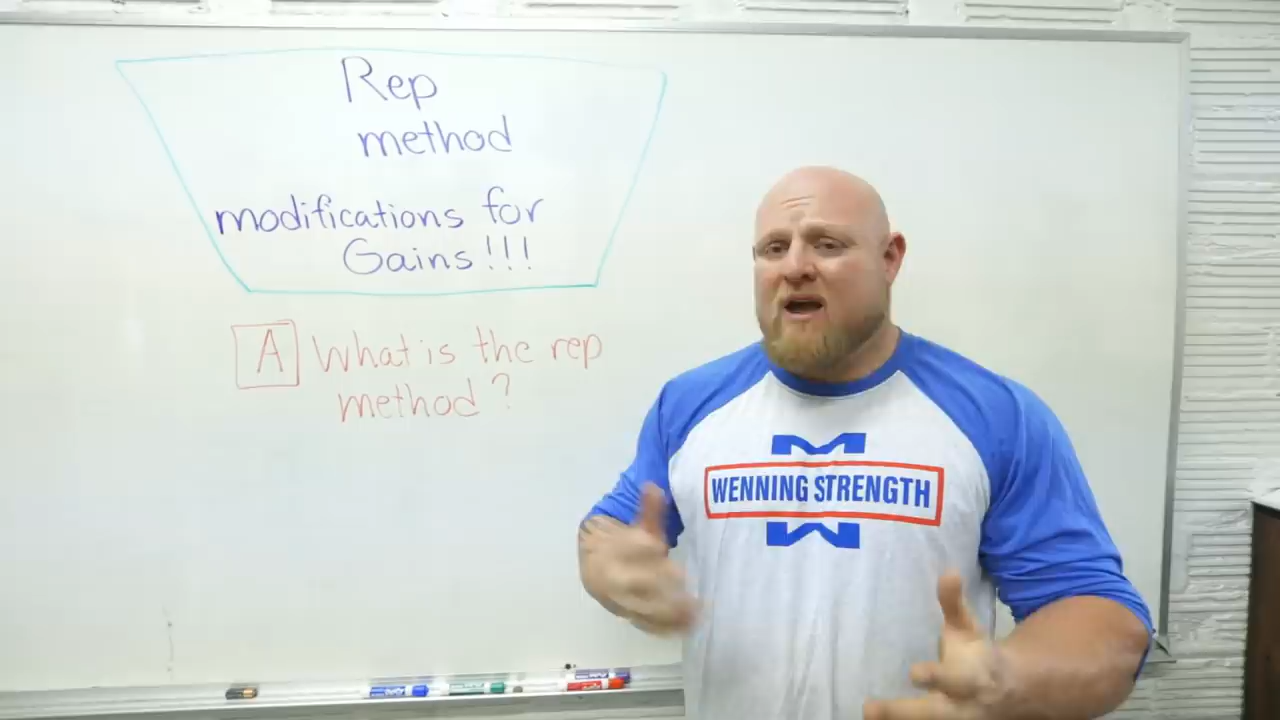 Rep
method
modifications for
Gains!!!
A What is the rep
method?
WENNING STRENGTH